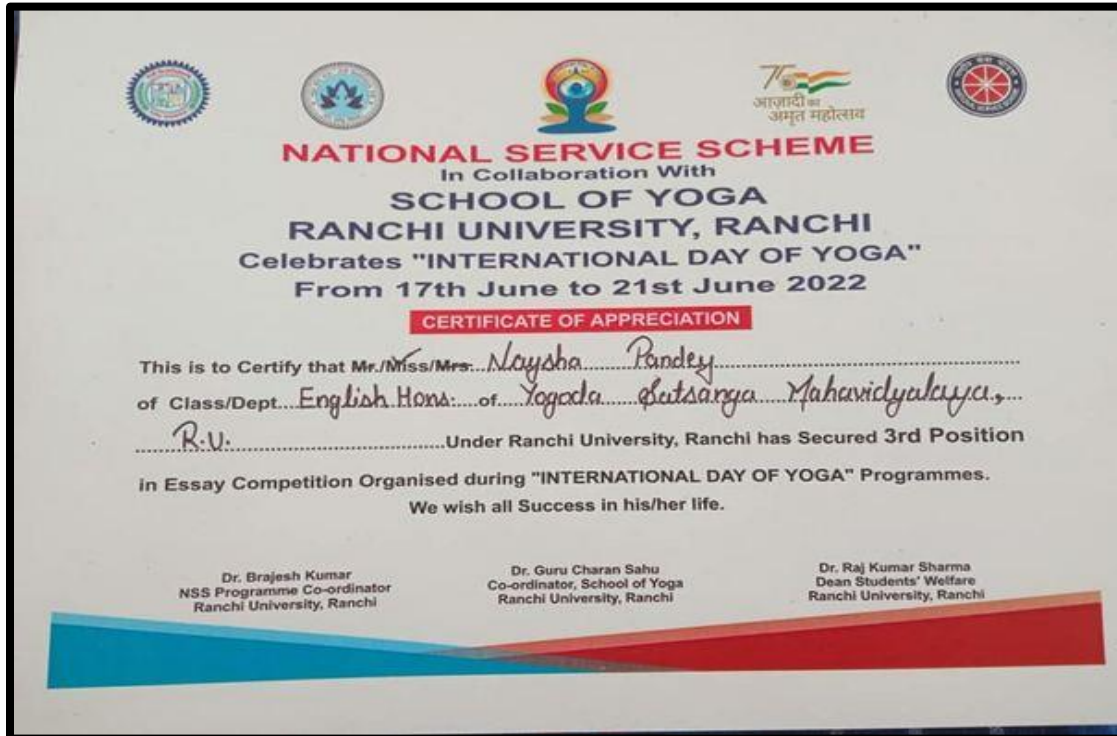 75
आज़ादी का
अमृत महोत्सव
NATIONAL SERVICE SCHEME
In Collaboration With
SCHOOL OF YOGA
RANCHI UNIVERSITY, RANCHI
Celebrates "INTERNATIONAL DAY OF YOGA"
From 17th June to 21st June 2022
CERTIFICATE OF APPRECIATION
This is to Certify that Mr./Miss/Mrs. Naysha Pandey
of Class/Dept. English Hons. of Yogoda Satsanga Mahavidyalaya,
R.U. Under Ranchi University, Ranchi has Secured 3rd Position
in Essay Competition Organised during "INTERNATIONAL DAY OF YOGA" Programmes.
We wish all Success in his/her life.
Dr. Brajesh Kumar
NSS Programme Co-ordinator
Ranchi University, Ranchi
Dr. Guru Charan Sahu
Co-ordinator, School of Yoga
Ranchi University, Ranchi
Dr. Raj Kumar Sharma
Dean Students' Welfare
Ranchi University, Ranchi